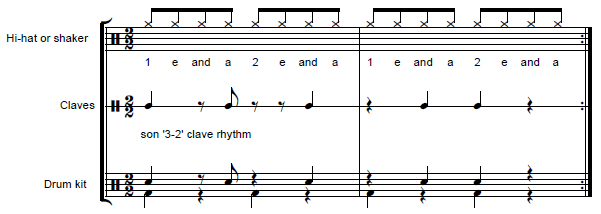 Hi-hat or shaker
1 e and a 2 e and a 1 e and a 2 e and a
Claves
son '3-2' clave rhythm
Drum kit